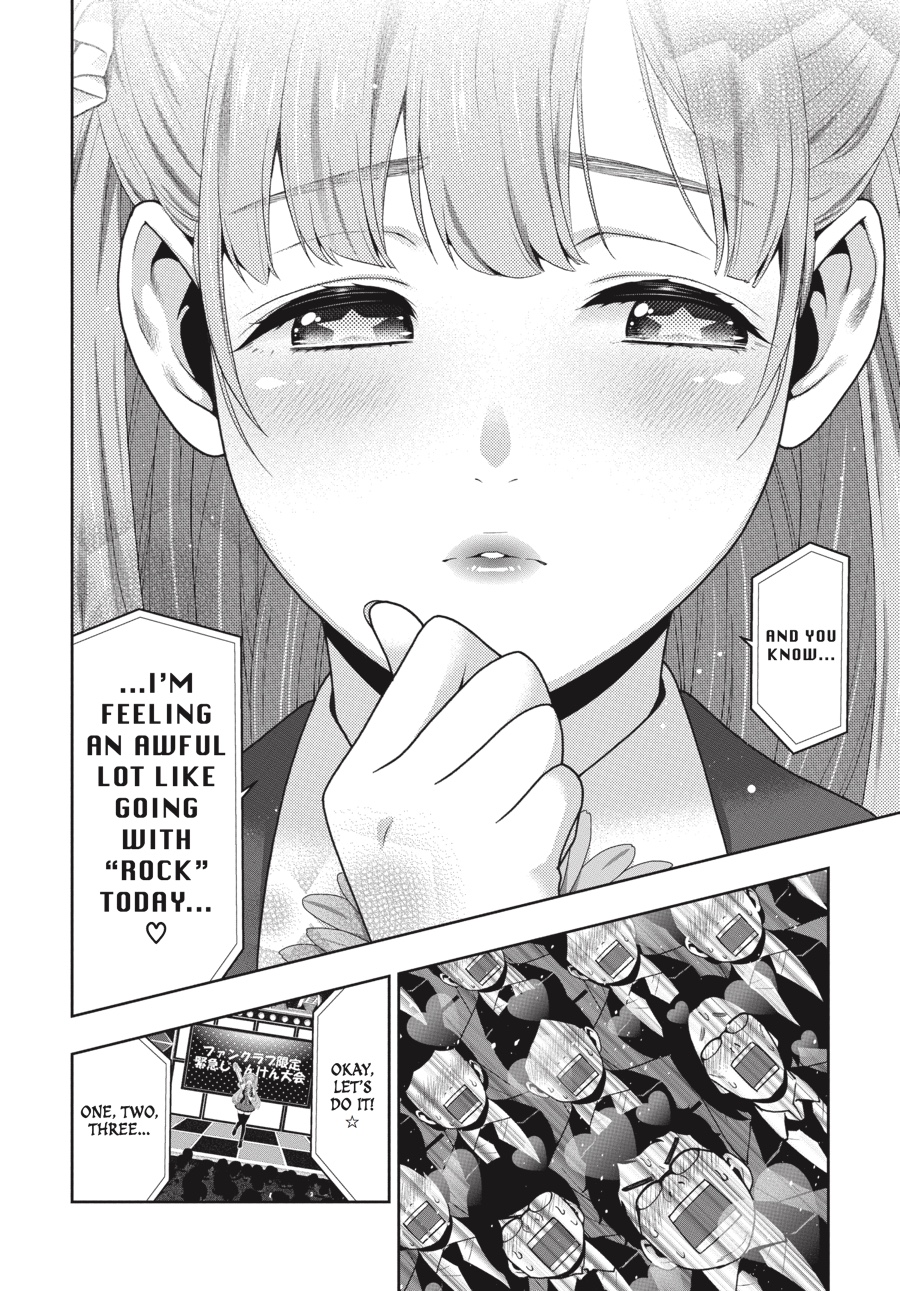 AND YOU
KNOW...
...I'M
FEELING
AN AWFUL
LOT LIKE
GOING
WITH
“ROCK”
TODAY...
♡
OKAY,
LET'S
DO IT!
☆
ファンクラブ限定
緊急じゃんけん大会
ONE, TWO,
THREE...